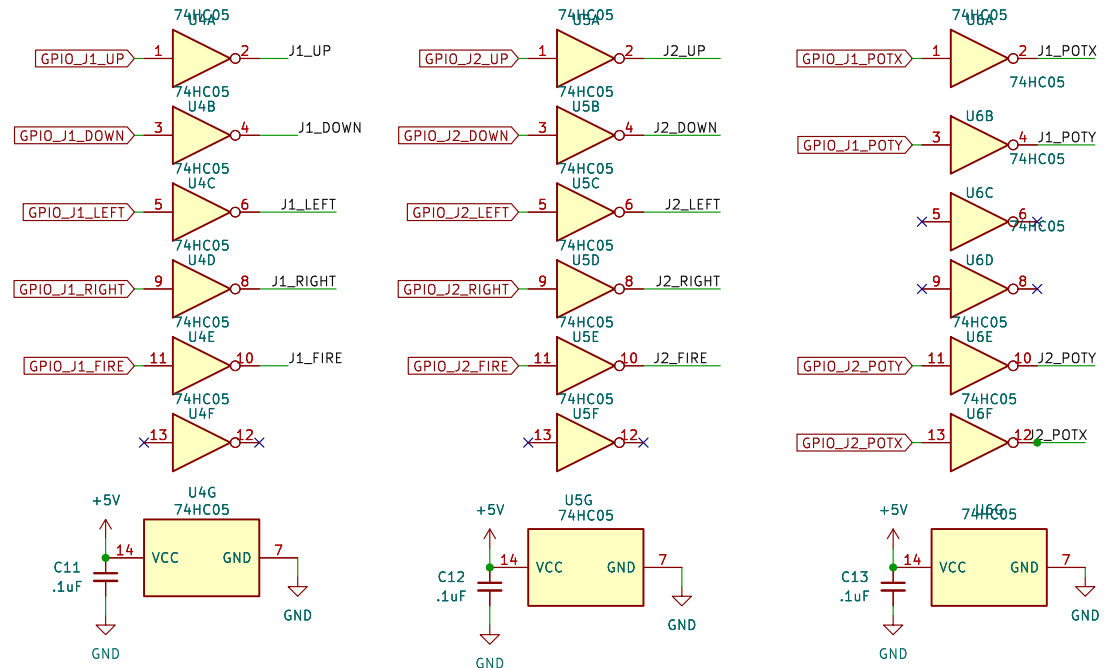 74HC05
U4A
GPIO_J1_UP 1 2 J1_UP
74HC05
U4B
GPIO_J1_DOWN 3 4 J1_DOWN
74HC05
U4C
GPIO_J1_LEFT 5 6 J1_LEFT
74HC05
U4D
GPIO_J1_RIGHT 9 8 J1_RIGHT
74HC05
U4E
GPIO_J1_FIRE 11 10 J1_FIRE
74HC05
U4F
13 12
U4G
74HC05
+5V
14 VCC GND 7
C11
.1uF
GND
GND
74HC05
U5A
GPIO_J2_UP 1 2 J2_UP
74HC05
U5B
GPIO_J2_DOWN 3 4 J2_DOWN
74HC05
U5C
GPIO_J2_LEFT 5 6 J2_LEFT
74HC05
U5D
GPIO_J2_RIGHT 9 8 J2_RIGHT
74HC05
U5E
GPIO_J2_FIRE 11 10 J2_FIRE
74HC05
U5F
13 12
U5G
74HC05
+5V
14 VCC GND 7
C12
.1uF
GND
GND
74HC05
U6A
GPIO_J1_POTX 1 2 J1_POTX
74HC05
U6B
GPIO_J1_POTY 3 4 J1_POTY
74HC05
U6C
5 6
74HC05
U6D
9 8
74HC05
U6E
GPIO_J2_POTY 11 10 J2_POTY
74HC05
U6F
GPIO_J2_POTX 13 12 J2_POTX
U6G
74HC05
+5V
14 VCC GND 7
C13
.1uF
GND
GND